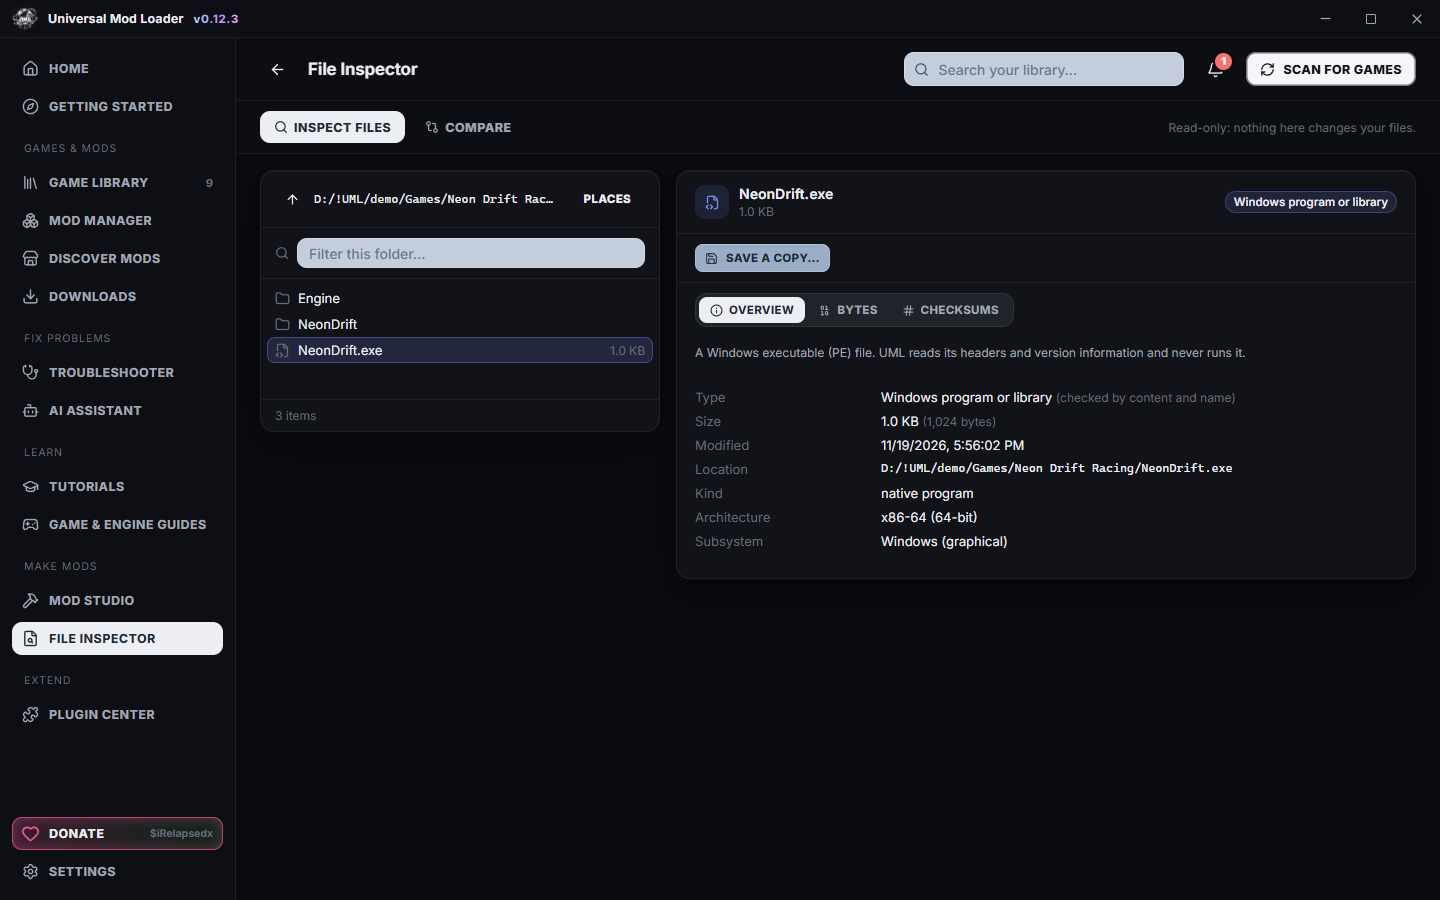 Universal Mod Loader v0.12.3
HOME
GETTING STARTED
GAMES & MODS
GAME LIBRARY 9
MOD MANAGER
DISCOVER MODS
DOWNLOADS
FIX PROBLEMS
TROUBLESHOOTER
AI ASSISTANT
LEARN
TUTORIALS
GAME & ENGINE GUIDES
MAKE MODS
MOD STUDIO
FILE INSPECTOR
EXTEND
PLUGIN CENTER
DONATE $iRelapsedx
SETTINGS
File Inspector
Search your library...
1
SCAN FOR GAMES
INSPECT FILES
COMPARE
Read-only: nothing here changes your files.
D:/!UML/demo/Games/Neon Drift Rac…
PLACES
Filter this folder...
Engine
NeonDrift
NeonDrift.exe 1.0 KB
3 items
NeonDrift.exe
1.0 KB
Windows program or library
SAVE A COPY...
OVERVIEW
BYTES
CHECKSUMS
A Windows executable (PE) file. UML reads its headers and version information and never runs it.
Type Windows program or library (checked by content and name)
Size 1.0 KB (1,024 bytes)
Modified 11/19/2026, 5:56:02 PM
Location D:/!UML/demo/Games/Neon Drift Racing/NeonDrift.exe
Kind native program
Architecture x86-64 (64-bit)
Subsystem Windows (graphical)